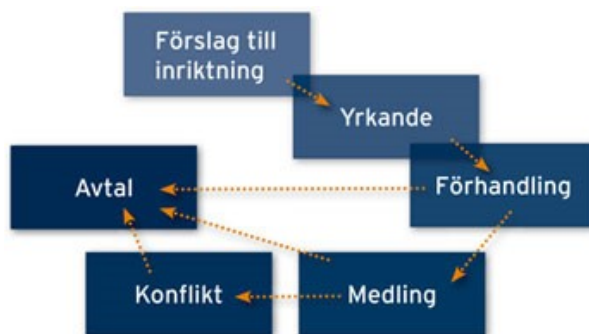 Förslag till
inriktning
Yrkande
Förhandling
Avtal
Medling
Konflikt